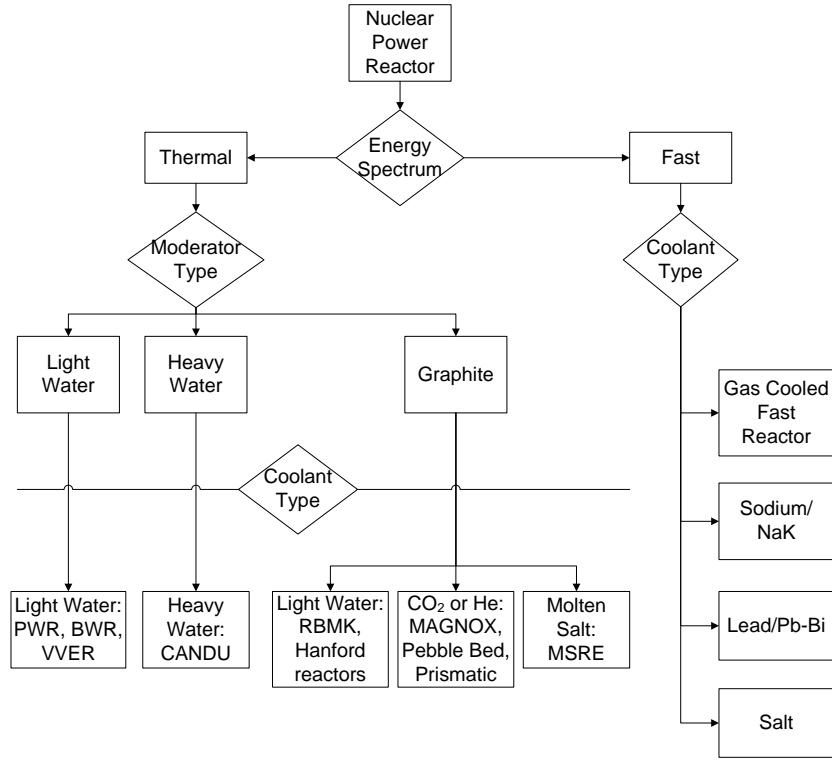 Nuclear
Power
Reactor
Energy
Spectrum
Thermal
Fast
Moderator
Type
Coolant
Type
Light
Water
Heavy
Water
Graphite
Gas Cooled
Fast
Reactor
Coolant
Type
Sodium/
NaK
Light Water:
PWR, BWR,
VVER
Heavy
Water:
CANDU
Light Water:
RBMK,
Hanford
reactors
CO₂ or He:
MAGNOX,
Pebble Bed,
Prismatic
Molten
Salt:
MSRE
Lead/Pb-Bi
Salt